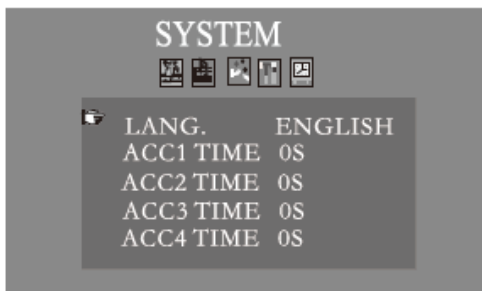 SYSTEM
LANG. ENGLISH
ACC1 TIME 0S
ACC2 TIME 0S
ACC3 TIME 0S
ACC4 TIME 0S